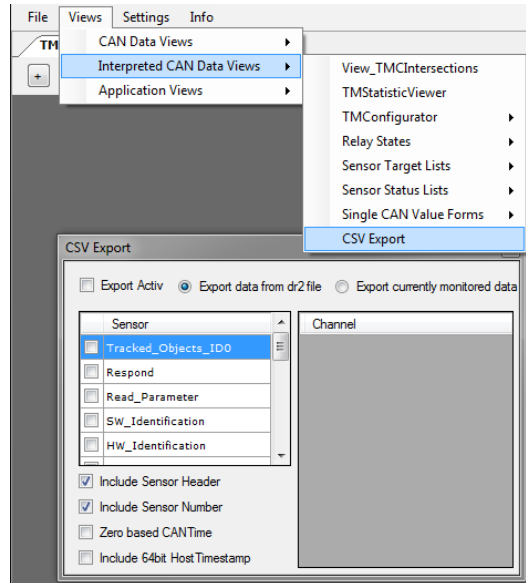 File Views Settings Info
TM
CAN Data Views
+
Interpreted CAN Data Views
Application Views
View_TMCIntersections
TMStatisticViewer
TMConfigurator
Relay States
Sensor Target Lists
Sensor Status Lists
Single CAN Value Forms
CSV Export
CSV Export
Export Activ Export data from dr2 file Export currently monitored data
Sensor Channel
Tracked_Objects_ID0
Respond
Read_Parameter
SW_Identification
HW_Identification
Include Sensor Header
Include Sensor Number
Zero based CANTime
Include 64bit HostTimestamp